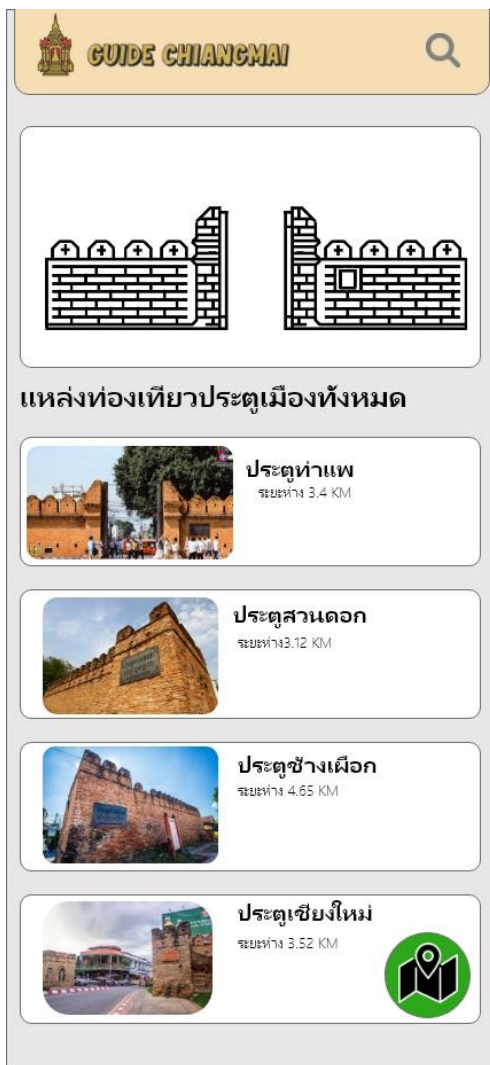 GUIDE CHIANGMAI
แหล่งท่องเที่ยวประตูเมืองทั้งหมด
ประตูท่าแพ
ระยะห่าง 3.4 KM
ประตูสวนดอก
ระยะห่าง3.12 KM
ประตูช้างเผือก
ระยะห่าง 4.65 KM
ประตูเชียงใหม่
ระยะห่าง 3.52 KM